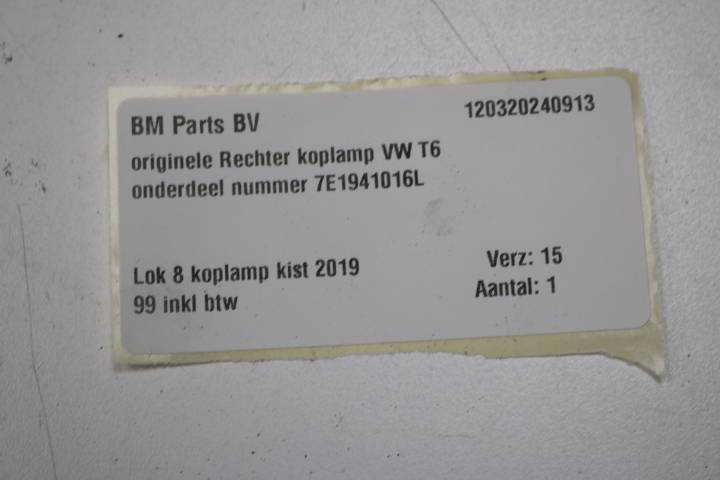 BM Parts BV 120320240913
originele Rechter koplamp VW T6
onderdeel nummer 7E1941016L
Lok 8 koplamp kist 2019 Verz: 15
99 inkl btw Aantal: 1